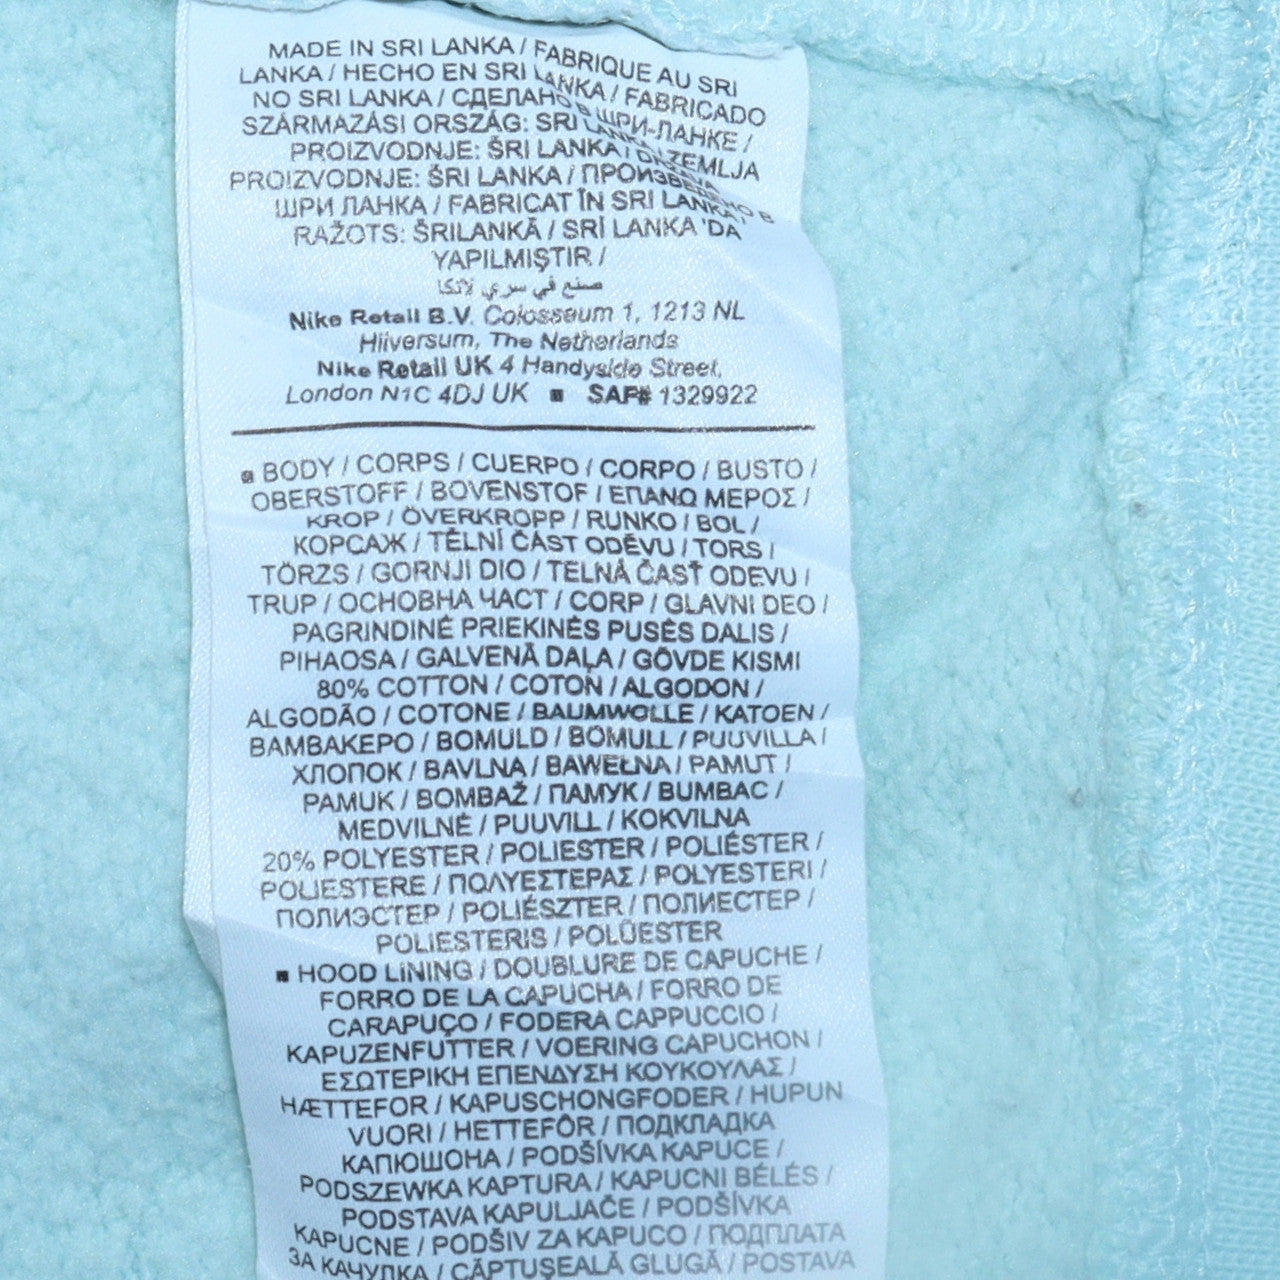 MADE IN SRI LANKA / FABRIQUE AU SRI
LANKA / HECHO EN SRI LANKA / FABRICADO
NO SRI LANKA / СДЕЛАНО В ШРИ-ЛАНКЕ /
SZÁRMAZÁSI ORSZÁG: SRI LANKA /
PROIZVODNJE: ŠRI LANKA / ZEMLJA
PROIZVODNJE: ŠRI LANKA / ПРОИЗВЕДЕНО В
ШРИ ЛАНКА / FABRICAT ÎN SRI LANKA /
RAŽOTS: ŠRILANKĀ / SRİ LANKA 'DA
YAPILMIŞTIR /
صنع في سري لانكا
Nike Retail B.V. Colosseum 1, 1213 NL
Hilversum, The Netherlands
Nike Retail UK 4 Handyside Street,
London N1C 4DJ UK ■ SAF# 1329922
■ BODY / CORPS / CUERPO / CORPO / BUSTO /
OBERSTOFF / BOVENSTOF / ΕΠΑΝΩ ΜΕΡΟΣ /
KROP / ÖVERKROPP / RUNKO / BOL /
КОРСАЖ / TĚLNÍ ČÁST ODĚVU / TORS /
TÖRZS / GORNJI DIO / TELNÁ ČASŤ ODEVU /
TRUP / ОСНОВНА ЧАСТ / CORP / GLAVNI DEO /
PAGRINDINĖ PRIEKINĖS PUSĖS DALIS /
PIHAOSA / GALVENĀ DAĻA / GÖVDE KISMI
80% COTTON / COTON / ALGODON /
ALGODÃO / COTONE / BAUMWOLLE / KATOEN /
ΒΑΜΒΑΚΕΡΟ / BOMULD / BOMULL / PUUVILLA /
ХЛОПОК / BAVLNA / BAWEŁNA / PAMUT /
PAMUK / BOMBAŽ / ПАМУК / BUMBAC /
MEDVILNĖ / PUUVILL / KOKVILNA
20% POLYESTER / POLIESTER / POLIÉSTER /
POLIESTERE / ΠΟΛΥΕΣΤΕΡΑΣ / POLYESTERI /
ПОЛИЭСТЕР / POLIÉSZTER / ПОЛИЕСТЕР /
POLIESTERIS / POLÜESTER
■ HOOD LINING / DOUBLURE DE CAPUCHE /
FORRO DE LA CAPUCHA / FORRO DE
CARAPUÇO / FODERA CAPPUCCIO /
KAPUZENFUTTER / VOERING CAPUCHON /
ΕΣΩΤΕΡΙΚΗ ΕΠΕΝΔΥΣΗ ΚΟΥΚΟΥΛΑΣ /
HÆTTEFOR / KAPUSCHONGFODER / HUPUN
VUORI / HETTEFÔR / ПОДКЛАДКА
КАПЮШОНА / PODŠÍVKA KAPUCE /
PODSZEWKA KAPTURA / KAPUCNI BÉLÉS /
PODSTAVA KAPULJAČE / PODŠÍVKA
KAPUCNE / PODŠIV ZA KAPUCO / ПОДПЛАТА
ЗА КАЧУЛКА / CĂPTUȘEALĂ GLUGĂ / POSTAVA